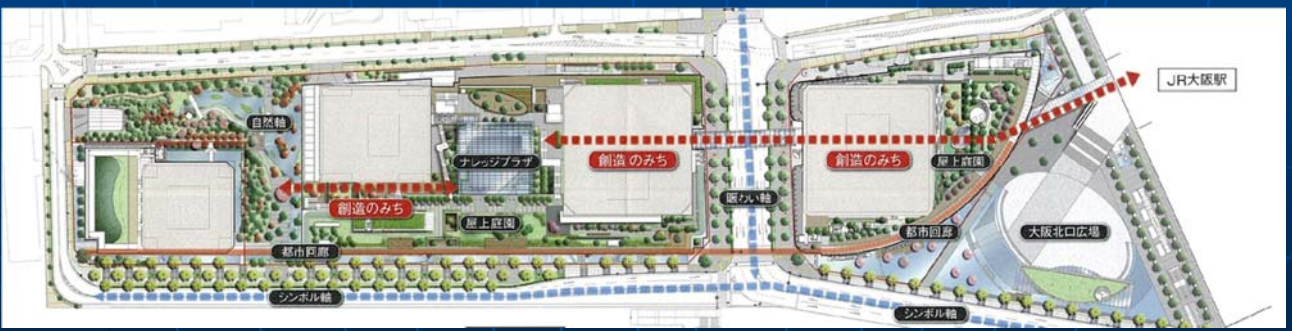 JR大阪駅
自然軸
ナレッジプラザ
創造のみち
創造のみち
屋上庭園
創造のみち
賑わい軸
屋上庭園
都市回廊
大阪北口広場
都市回廊
シンボル軸
シンボル軸